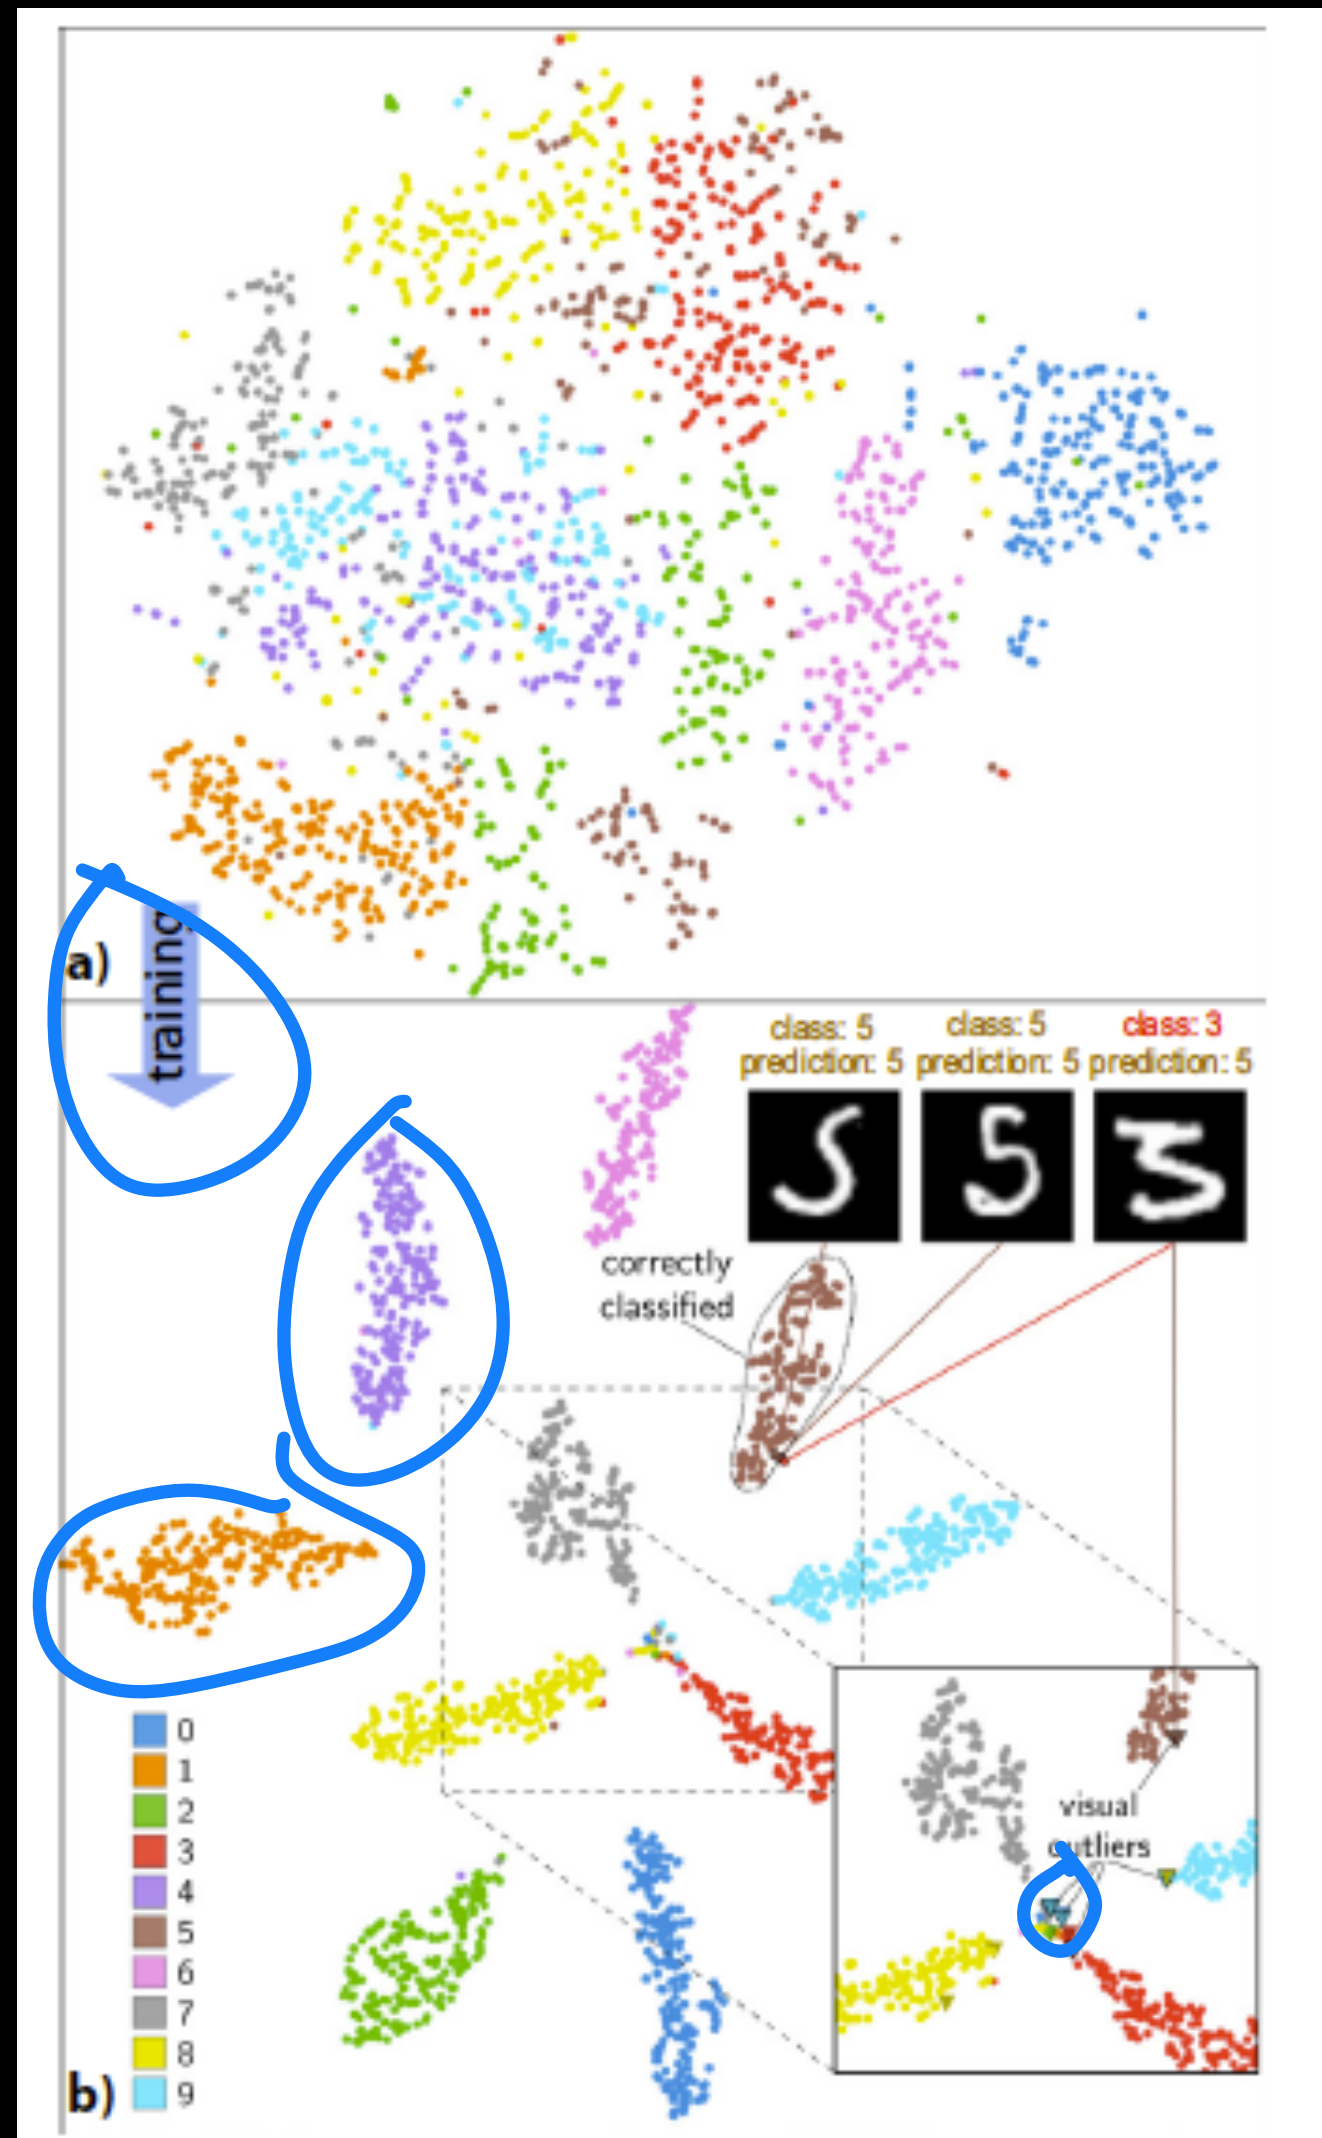 a)
training
class: 5
prediction: 5
class: 5
prediction: 5
class: 3
prediction: 5
correctly
classified
visual
outliers
0
1
2
3
4
5
6
7
8
9
b)